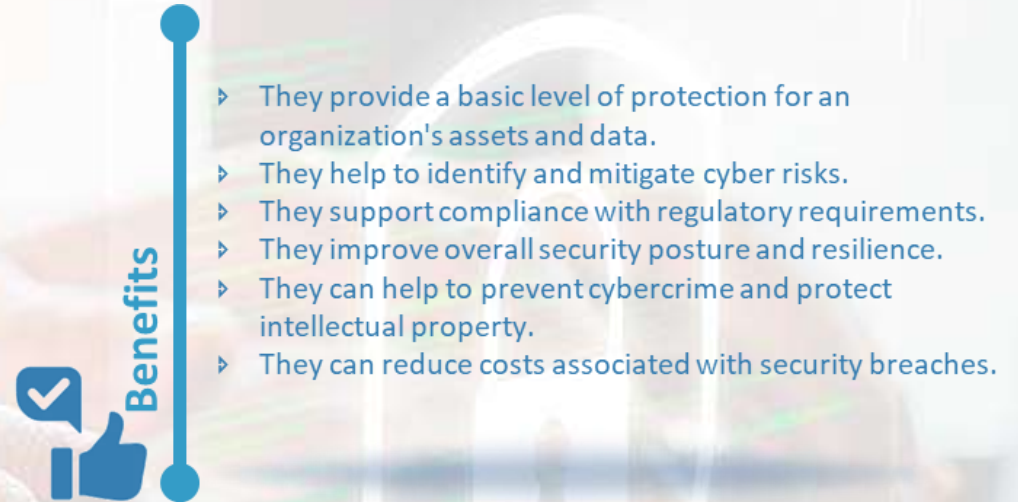 Benefits
They provide a basic level of protection for an
organization's assets and data.
They help to identify and mitigate cyber risks.
They support compliance with regulatory requirements.
They improve overall security posture and resilience.
They can help to prevent cybercrime and protect
intellectual property.
They can reduce costs associated with security breaches.